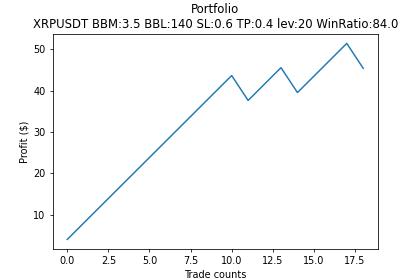 Portfolio
XRPUSDT BBM:3.5 BBL:140 SL:0.6 TP:0.4 lev:20 WinRatio:84.0
50
40
30
20
10
Profit ($)
0.0 2.5 5.0 7.5 10.0 12.5 15.0 17.5
Trade counts